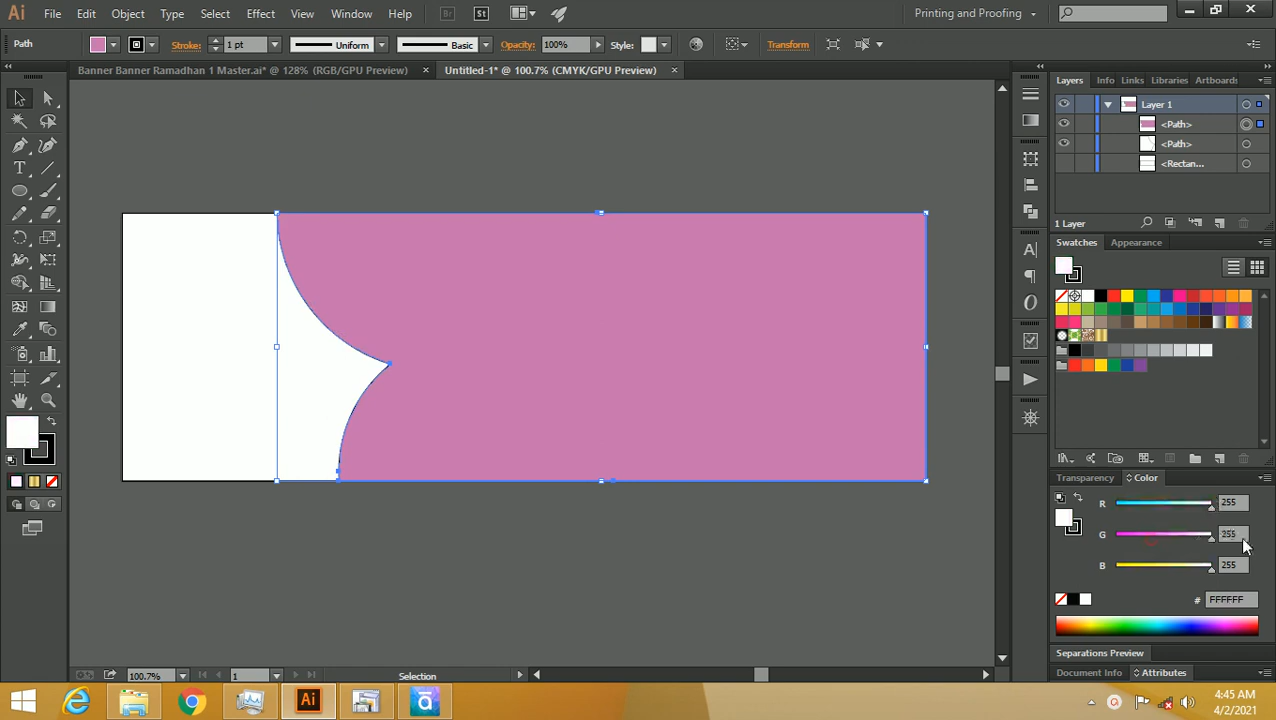 Ai File Edit Object Type Select Effect View Window Help Br St Printing and Proofing
Path Stroke: 1 pt Uniform Basic Opacity: 100% Style: Transform
Banner Banner Ramadhan 1 Master.ai* @ 128% (RGB/GPU Preview) × Untitled-1* @ 100.7% (CMYK/GPU Preview) ×
Layers Info Links Libraries Artboards
Layer 1
<Path>
<Path>
<Rectan...
1 Layer
Swatches Appearance
Transparency Color
R 255
G 255
B 255
# FFFFFF
Separations Preview
Document Info Attributes
100.7% 1 Selection
Ai
4:45 AM
4/2/2021